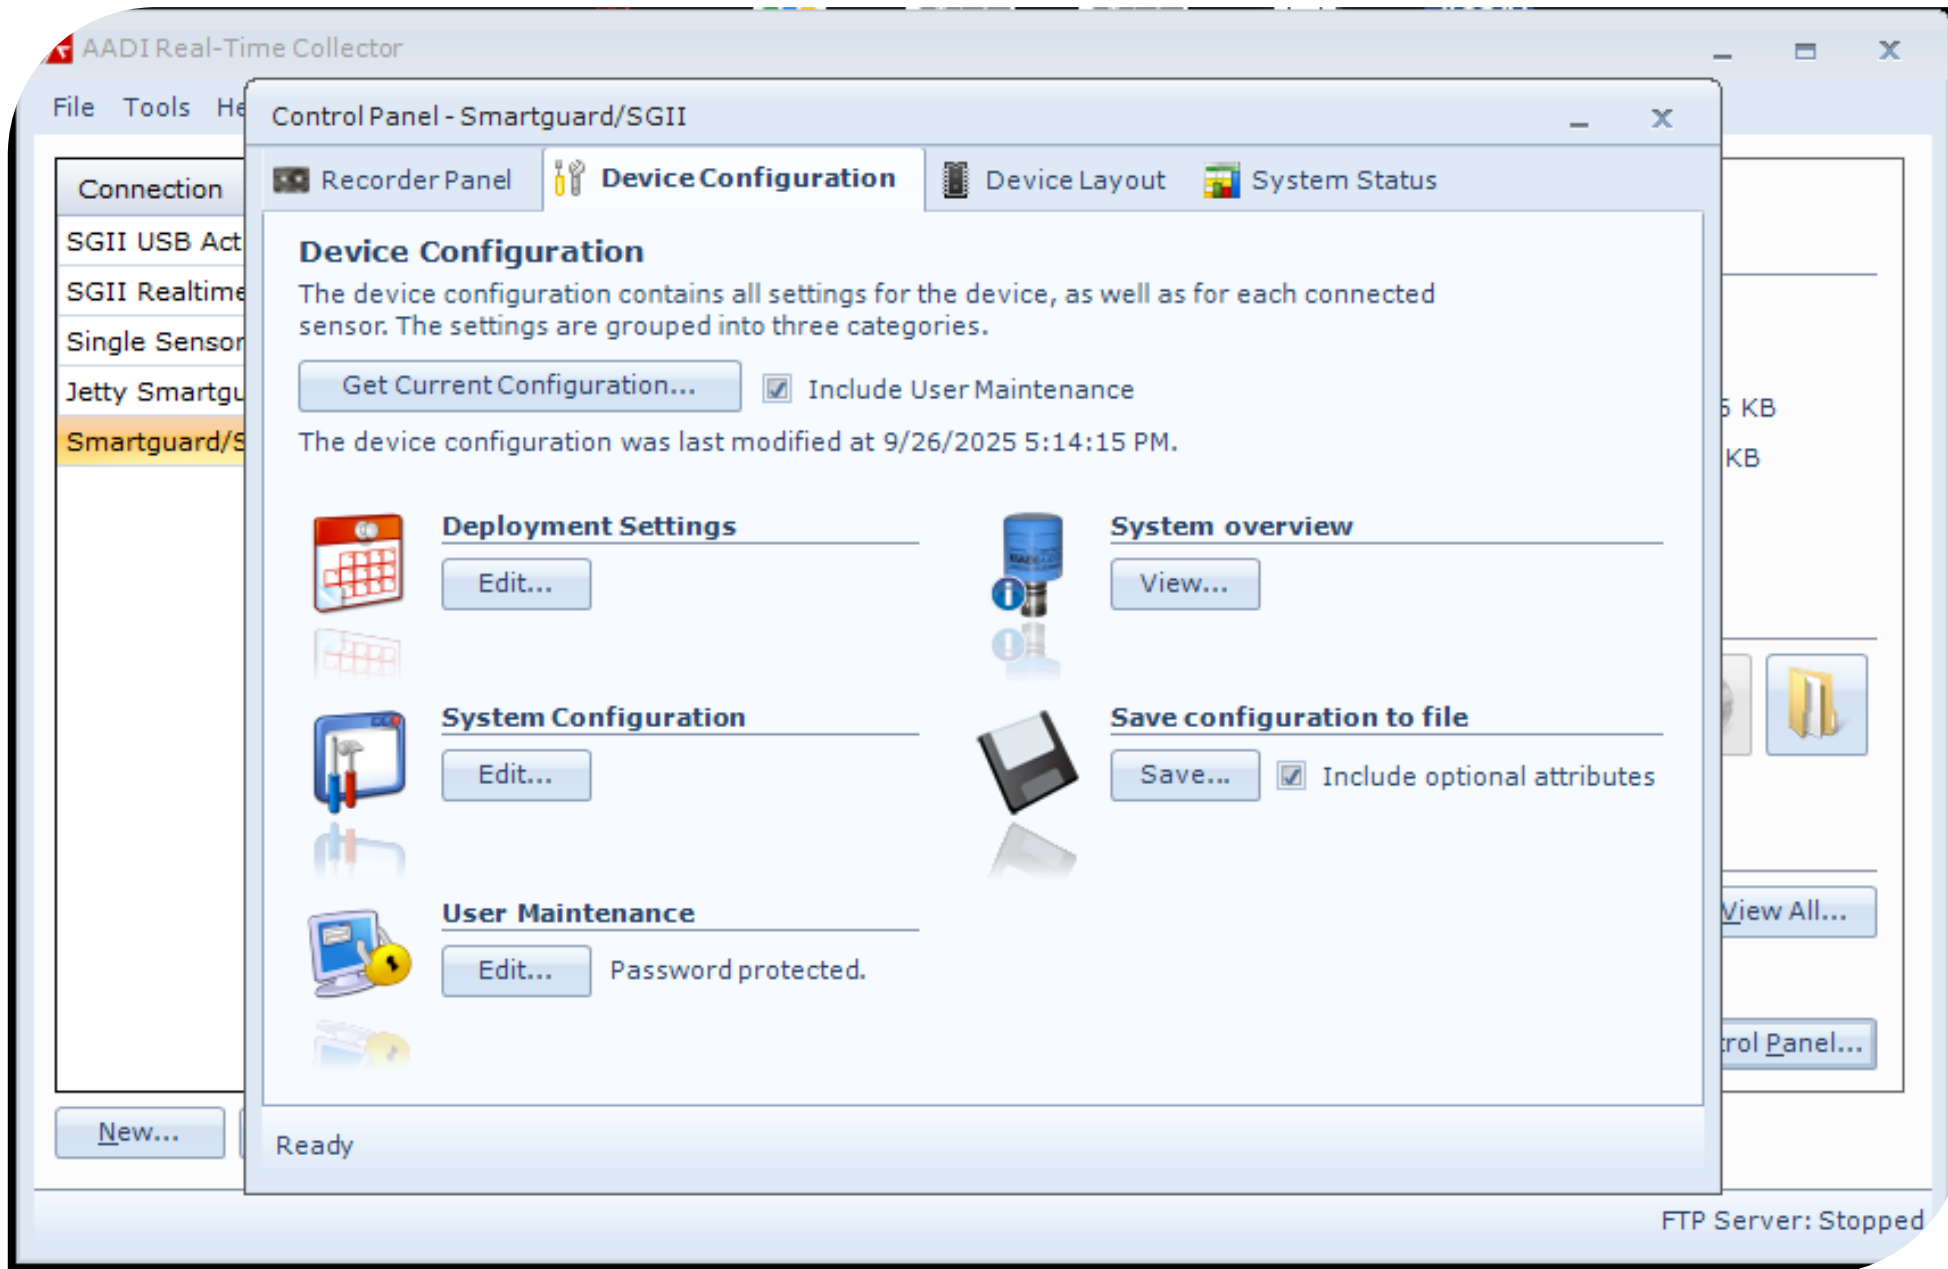 AADI Real-Time Collector
File Tools He
Control Panel - Smartguard/SGII
Recorder Panel Device Configuration Device Layout System Status
Connection
SGII USB Act
SGII Realtime
Single Sensor
Jetty Smartgu
Smartguard/S
Device Configuration
The device configuration contains all settings for the device, as well as for each connected
sensor. The settings are grouped into three categories.
Get Current Configuration... Include User Maintenance
The device configuration was last modified at 9/26/2025 5:14:15 PM.
KB
KB
Deployment Settings
Edit...
System overview
View...
System Configuration
Edit...
Save configuration to file
Save... Include optional attributes
User Maintenance
Edit... Password protected.
View All...
trol Panel...
New...
Ready
FTP Server: Stopped